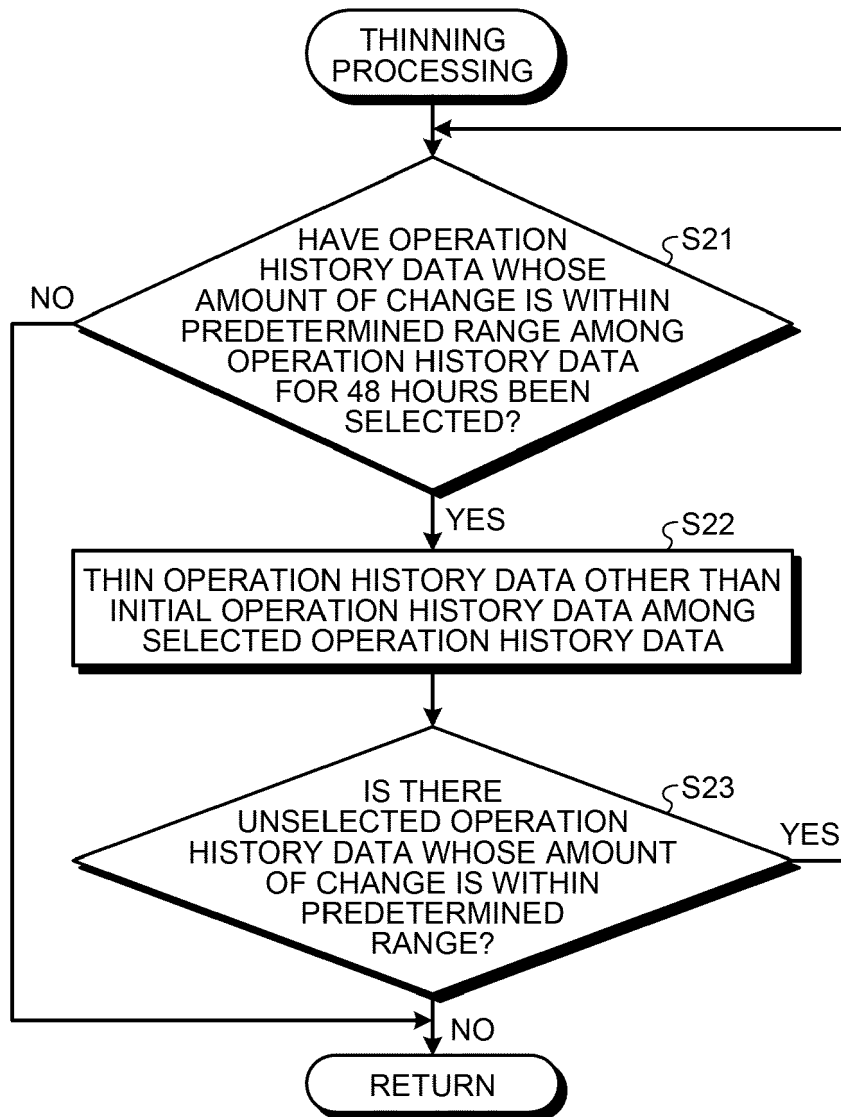 THINNING
PROCESSING
S21
HAVE OPERATION
HISTORY DATA WHOSE
AMOUNT OF CHANGE IS WITHIN
PREDETERMINED RANGE AMONG
OPERATION HISTORY DATA
FOR 48 HOURS BEEN
SELECTED?
NO
YES
S22
THIN OPERATION HISTORY DATA OTHER THAN
INITIAL OPERATION HISTORY DATA AMONG
SELECTED OPERATION HISTORY DATA
S23
IS THERE
UNSELECTED OPERATION
HISTORY DATA WHOSE AMOUNT
OF CHANGE IS WITHIN
PREDETERMINED
RANGE?
YES
NO
RETURN